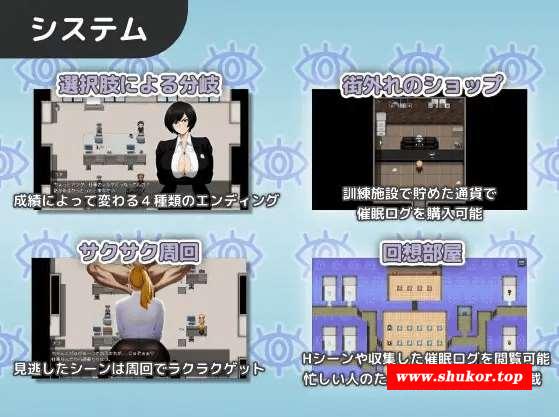 システム
選択肢による分岐
成績によって変わる4種類のエンディング
街外れのショップ
訓練施設で貯めた通貨で
催眠ログを購入可能
サクサク周回
見逃したシーンは周回でラクラクゲット
回想部屋
Hシーンや収集した催眠ログを閲覧可能
忙しい人のた
載
www.shukor.top